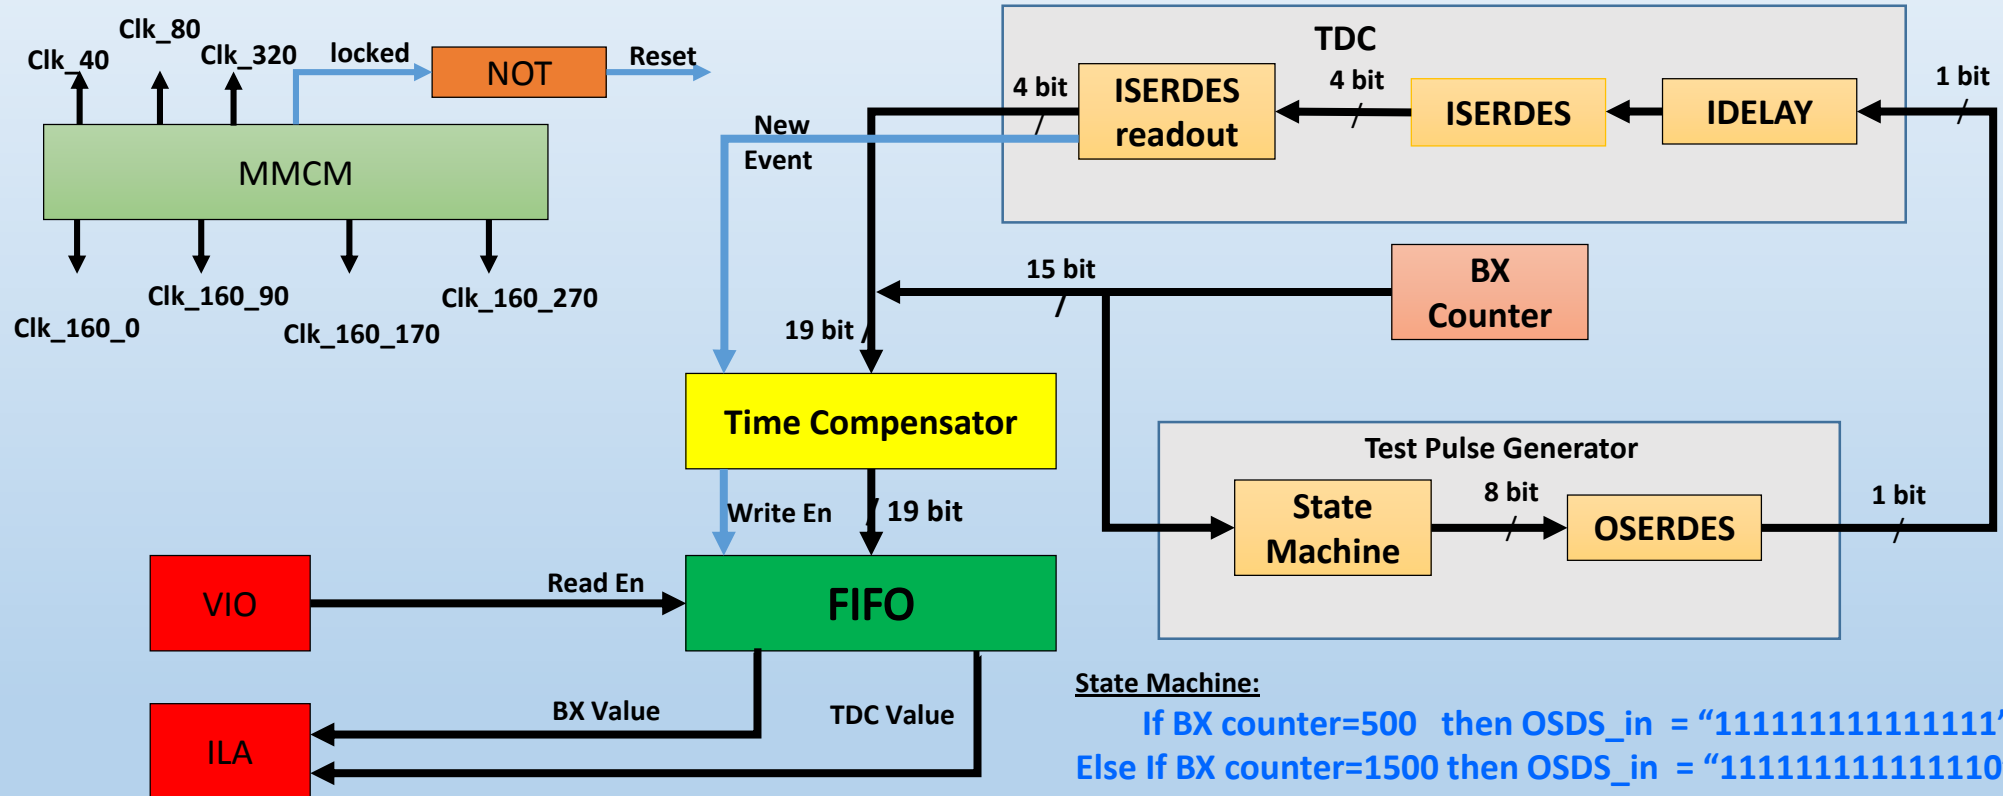 Clk_40
Clk_80
Clk_320
locked
NOT
Reset
MMCM
Clk_160_0
Clk_160_90
Clk_160_170
Clk_160_270
TDC
4 bit
ISERDES
readout
4 bit
ISERDES
IDELAY
1 bit
New
Event
15 bit
BX
Counter
19 bit
Time Compensator
Write En
19 bit
Test Pulse Generator
State
Machine
8 bit
OSERDES
1 bit
VIO
Read En
FIFO
ILA
BX Value
TDC Value
State Machine:
If BX counter=500 then OSDS_in = “1111111111111111”
Else If BX counter=1500 then OSDS_in = “1111111111111110